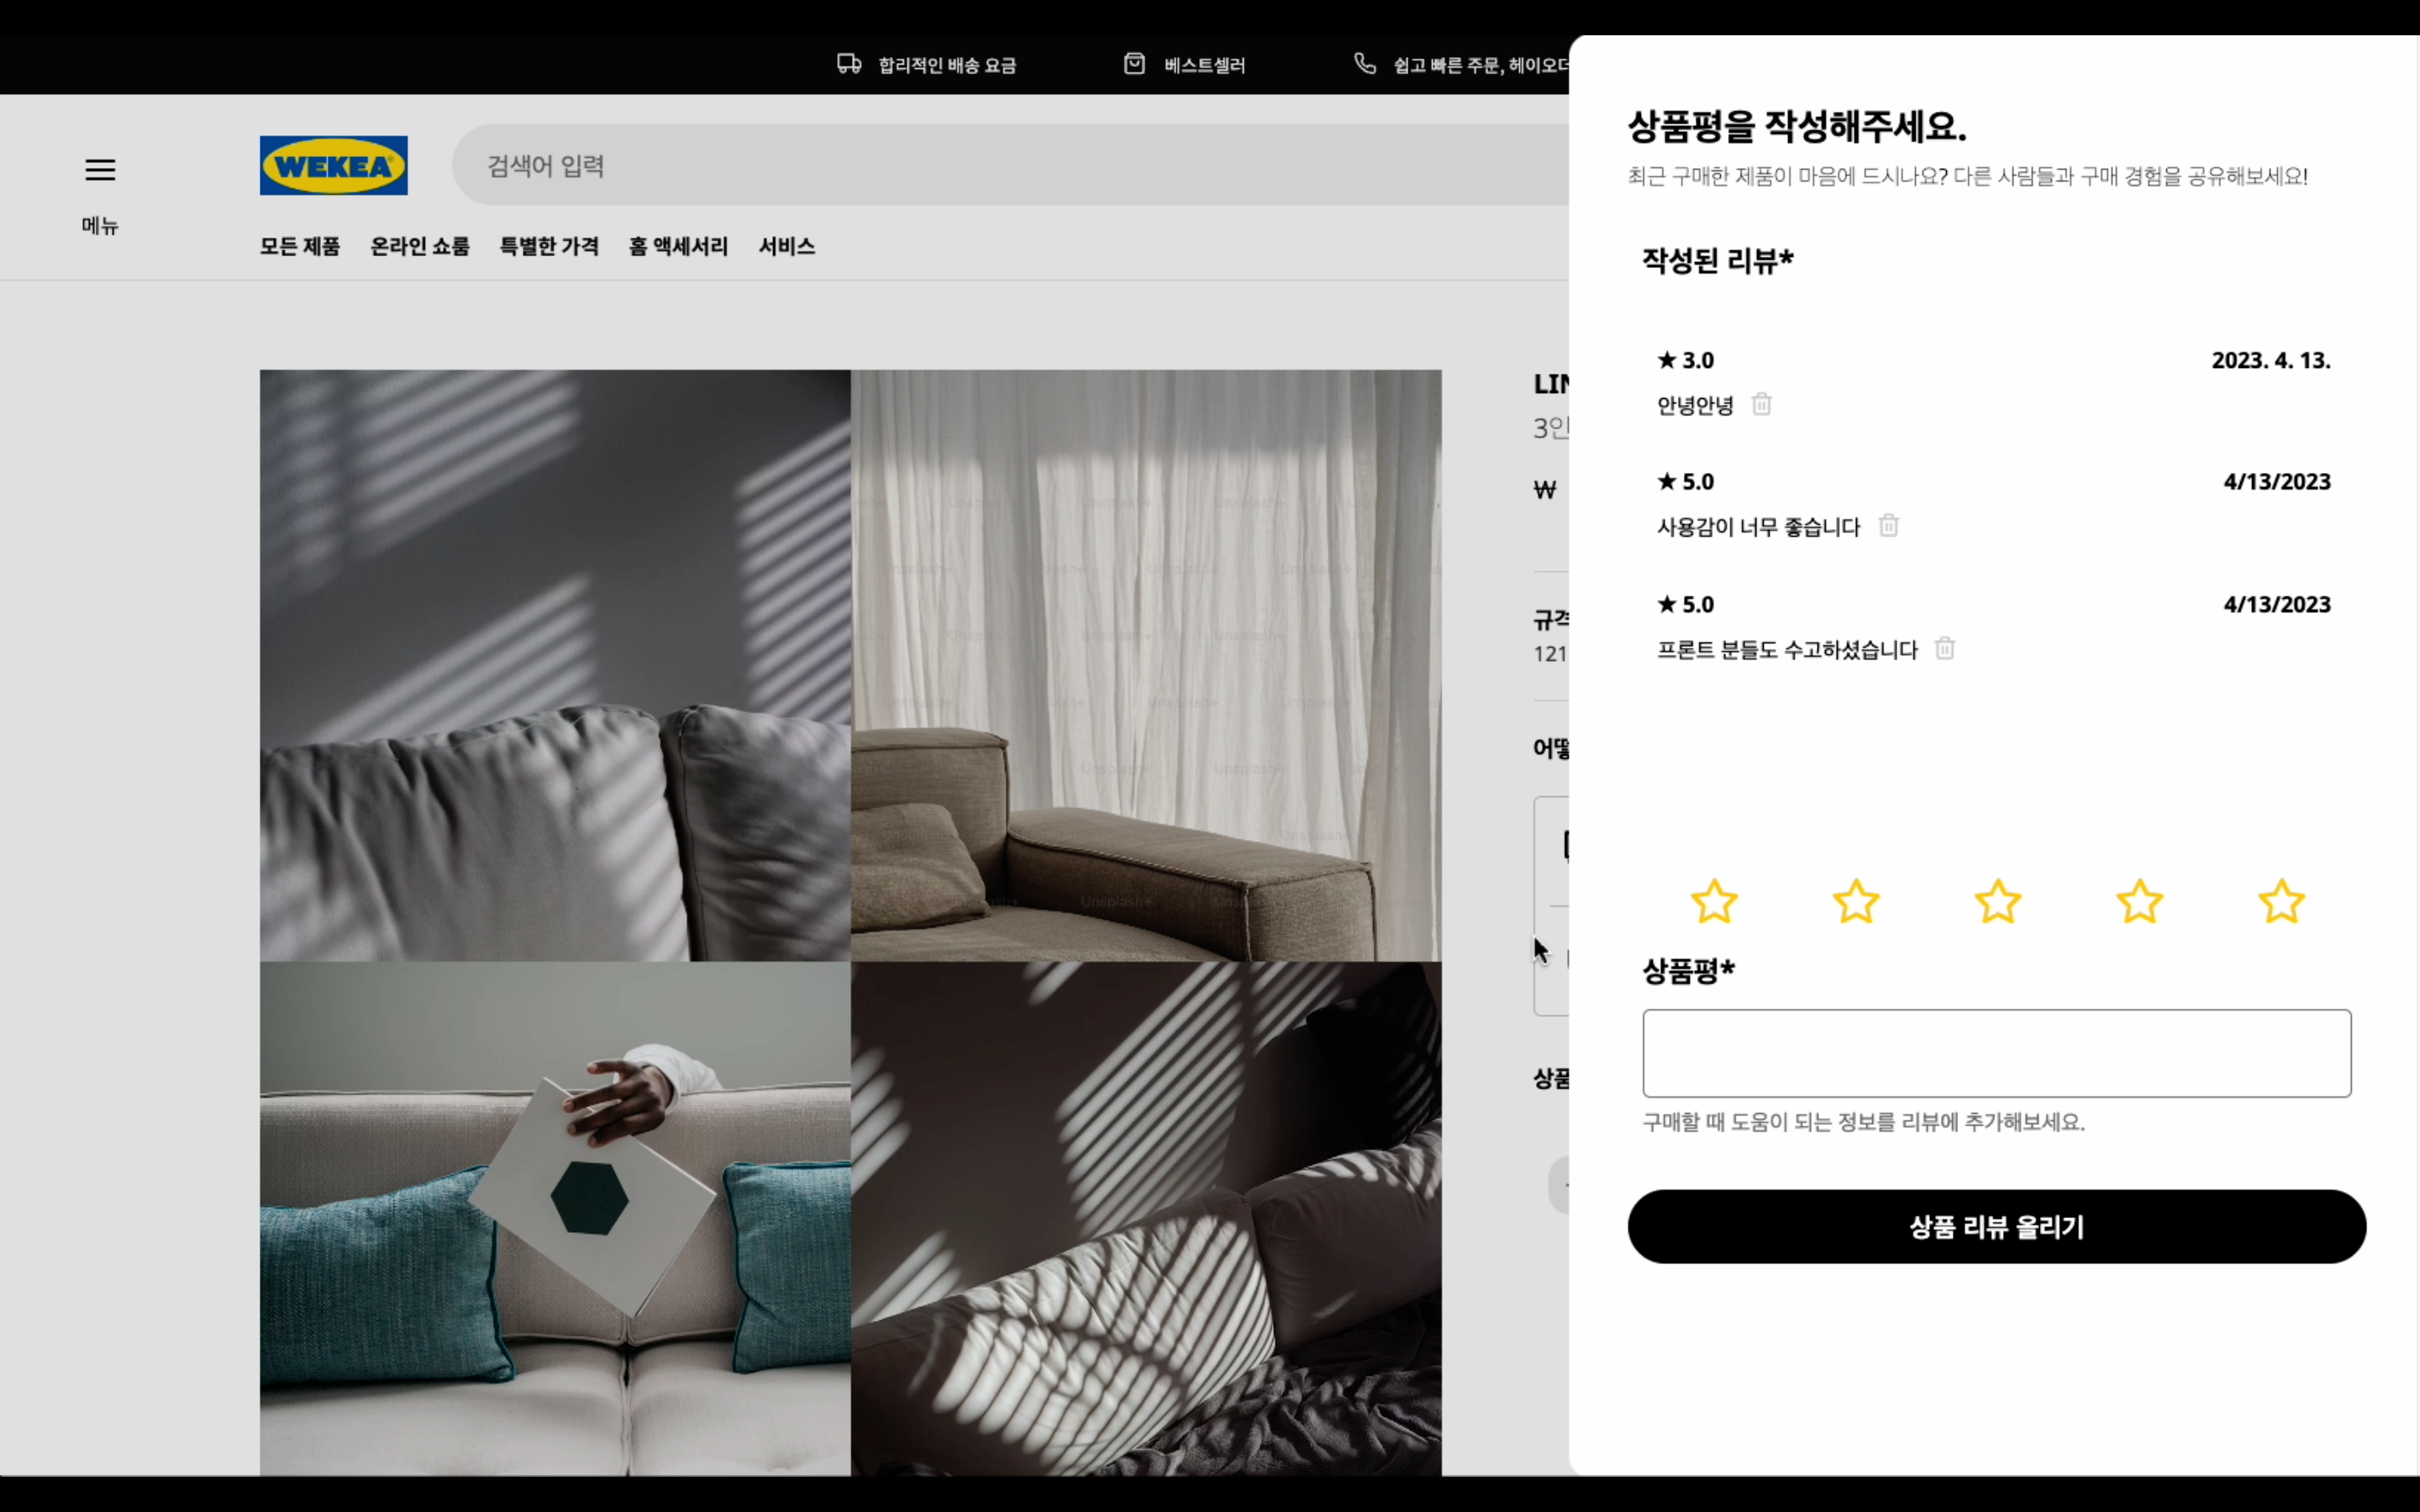 합리적인 배송 요금
베스트셀러
쉽고 빠른 주문, 헤이오더
메뉴
WEKEA
검색어 입력
모든 제품
온라인 쇼룸
특별한 가격
홈 액세서리
서비스
₩
121
상품평을 작성해주세요.
최근 구매한 제품이 마음에 드시나요? 다른 사람들과 구매 경험을 공유해보세요!
작성된 리뷰*
★ 3.0
2023. 4. 13.
안녕안녕
★ 5.0
4/13/2023
사용감이 너무 좋습니다
★ 5.0
4/13/2023
프론트 분들도 수고하셨습니다
상품평*
구매할 때 도움이 되는 정보를 리뷰에 추가해보세요.
상품 리뷰 올리기
Unsplash+